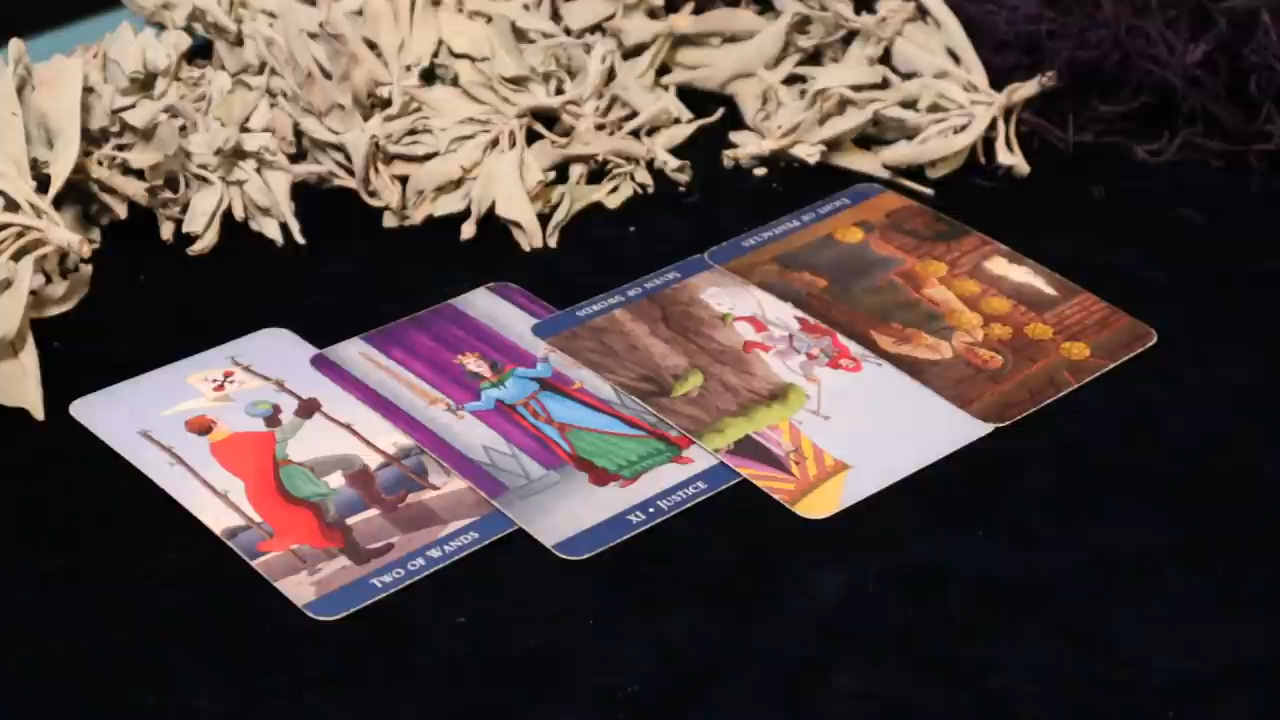 Two of Wands
XI • Justice
Seven of Swords
Eight of Pentacles